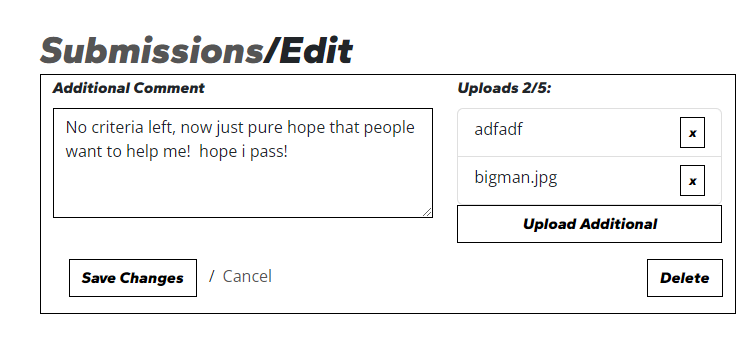 Submissions/Edit
Additional Comment
No criteria left, now just pure hope that people
want to help me!  hope i pass!
Uploads 2/5:
adfadf
x
bigman.jpg
x
Upload Additional
Save Changes / Cancel
Delete